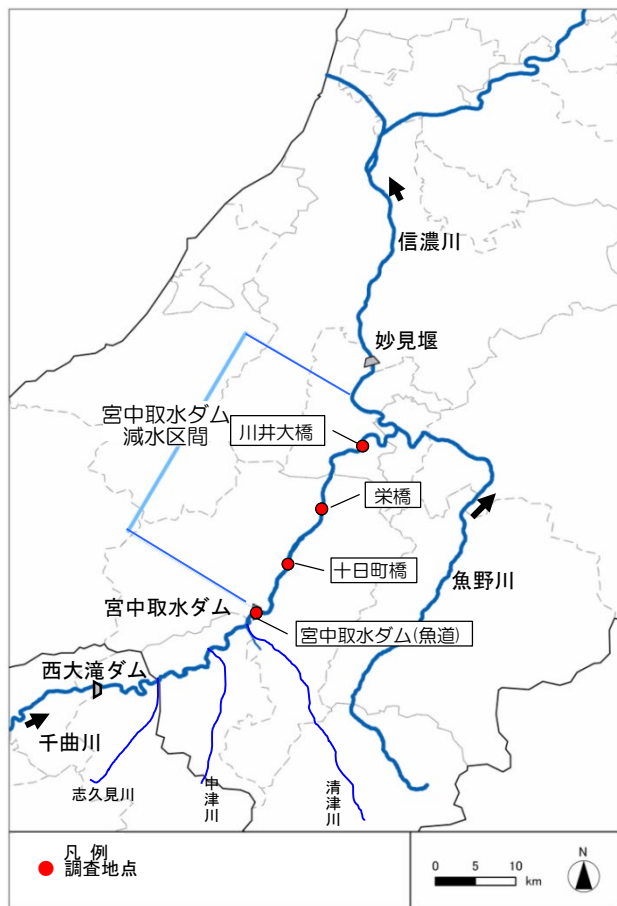 信濃川
妙見堰
宮中取水ダム
減水区間
川井大橋
栄橋
十日町橋
魚野川
宮中取水ダム
宮中取水ダム(魚道)
西大滝ダム
千曲川
志久見川
中津川
清津川
凡 例
調査地点
0 5 10
km
N